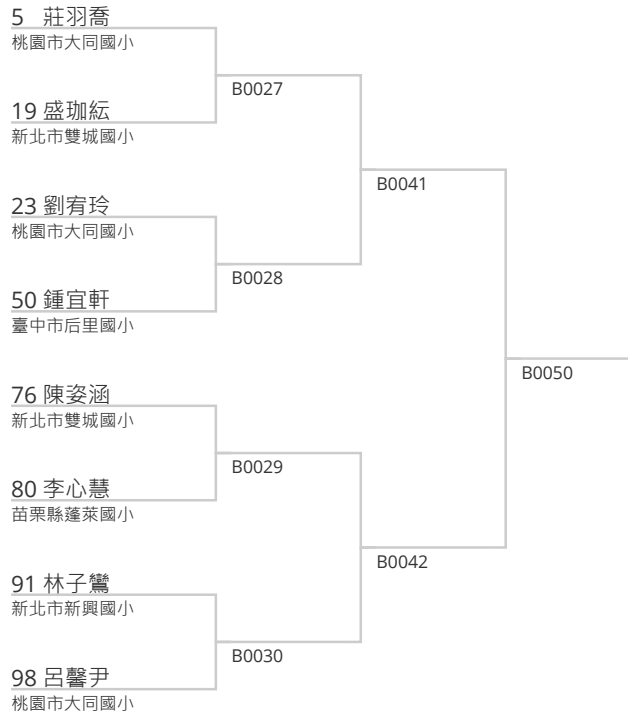 5 莊羽喬
桃園市大同國小
B0027
19 盛珈紜
新北市雙城國小
B0041
23 劉宥玲
桃園市大同國小
B0028
50 鍾宜軒
臺中市后里國小
B0050
76 陳姿涵
新北市雙城國小
B0029
80 李心慧
苗栗縣蓬萊國小
B0042
91 林子鸞
新北市新興國小
B0030
98 呂馨尹
桃園市大同國小